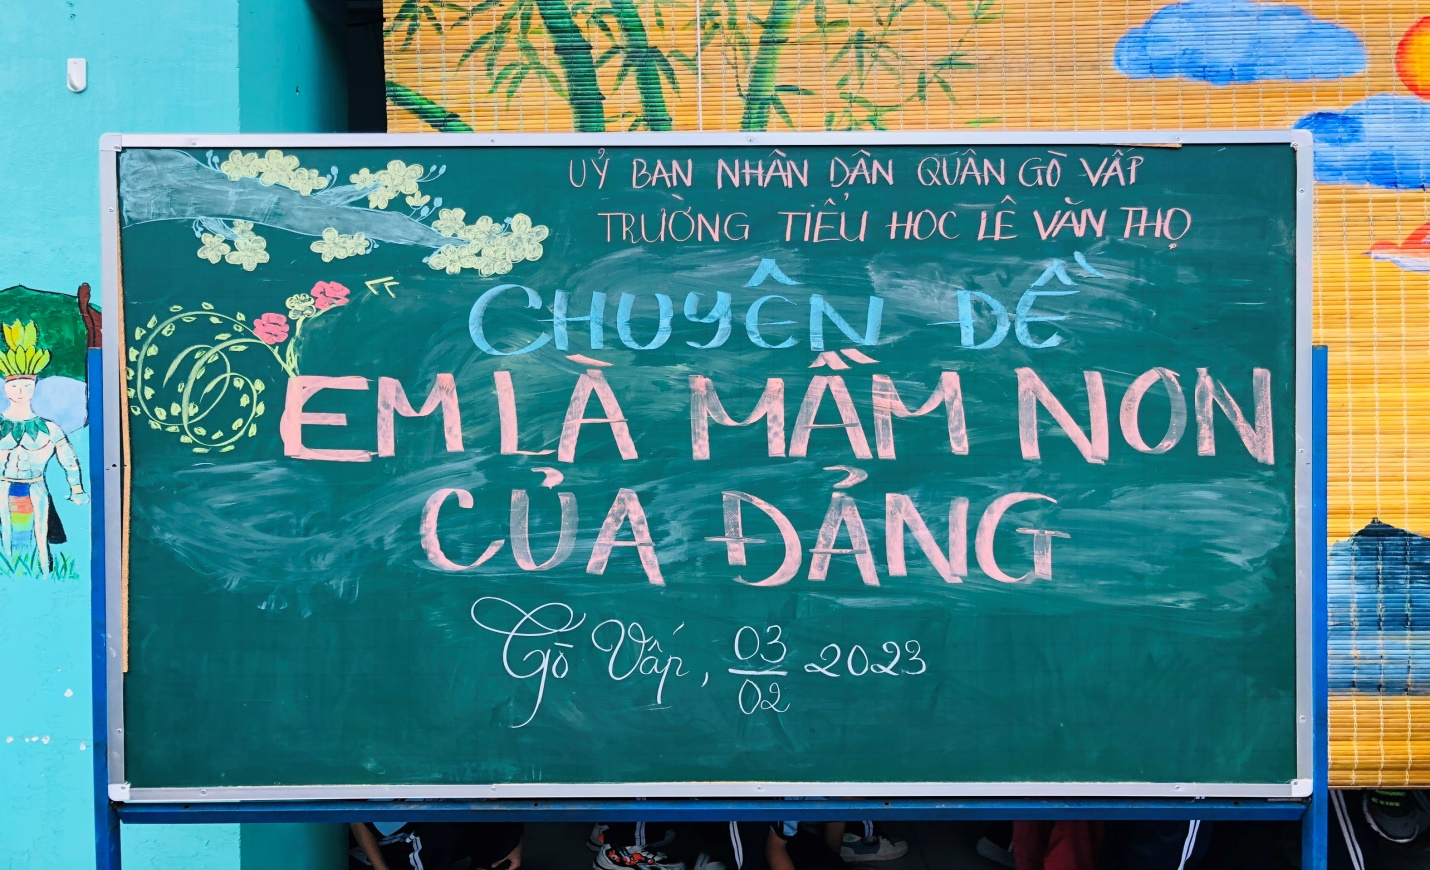 UỶ BAN NHÂN DÂN QUẬN GÒ VẤP
TRƯỜNG TIỂU HỌC LÊ VĂN THỌ
CHUYÊN ĐỀ
“EM LÀ MẦM NON
CỦA ĐẢNG
Gò Vấp, 03/02 2023